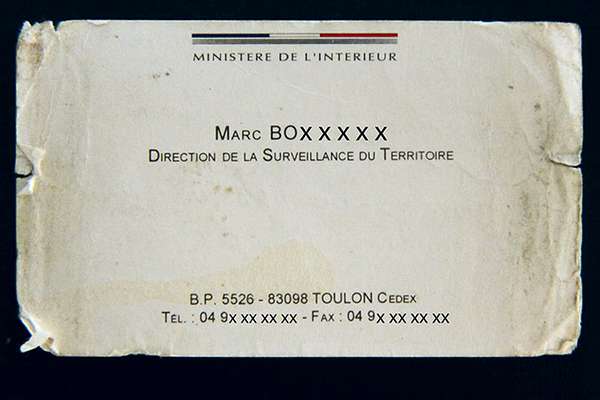 MINISTERE DE L'INTERIEUR
MARC BOXXXXX
DIRECTION DE LA SURVEILLANCE DU TERRITOIRE
B.P. 5526 - 83098 TOULON CEDEX
TÉL. : 04 9X XX XX XX - FAX : 04 9X XX XX XX